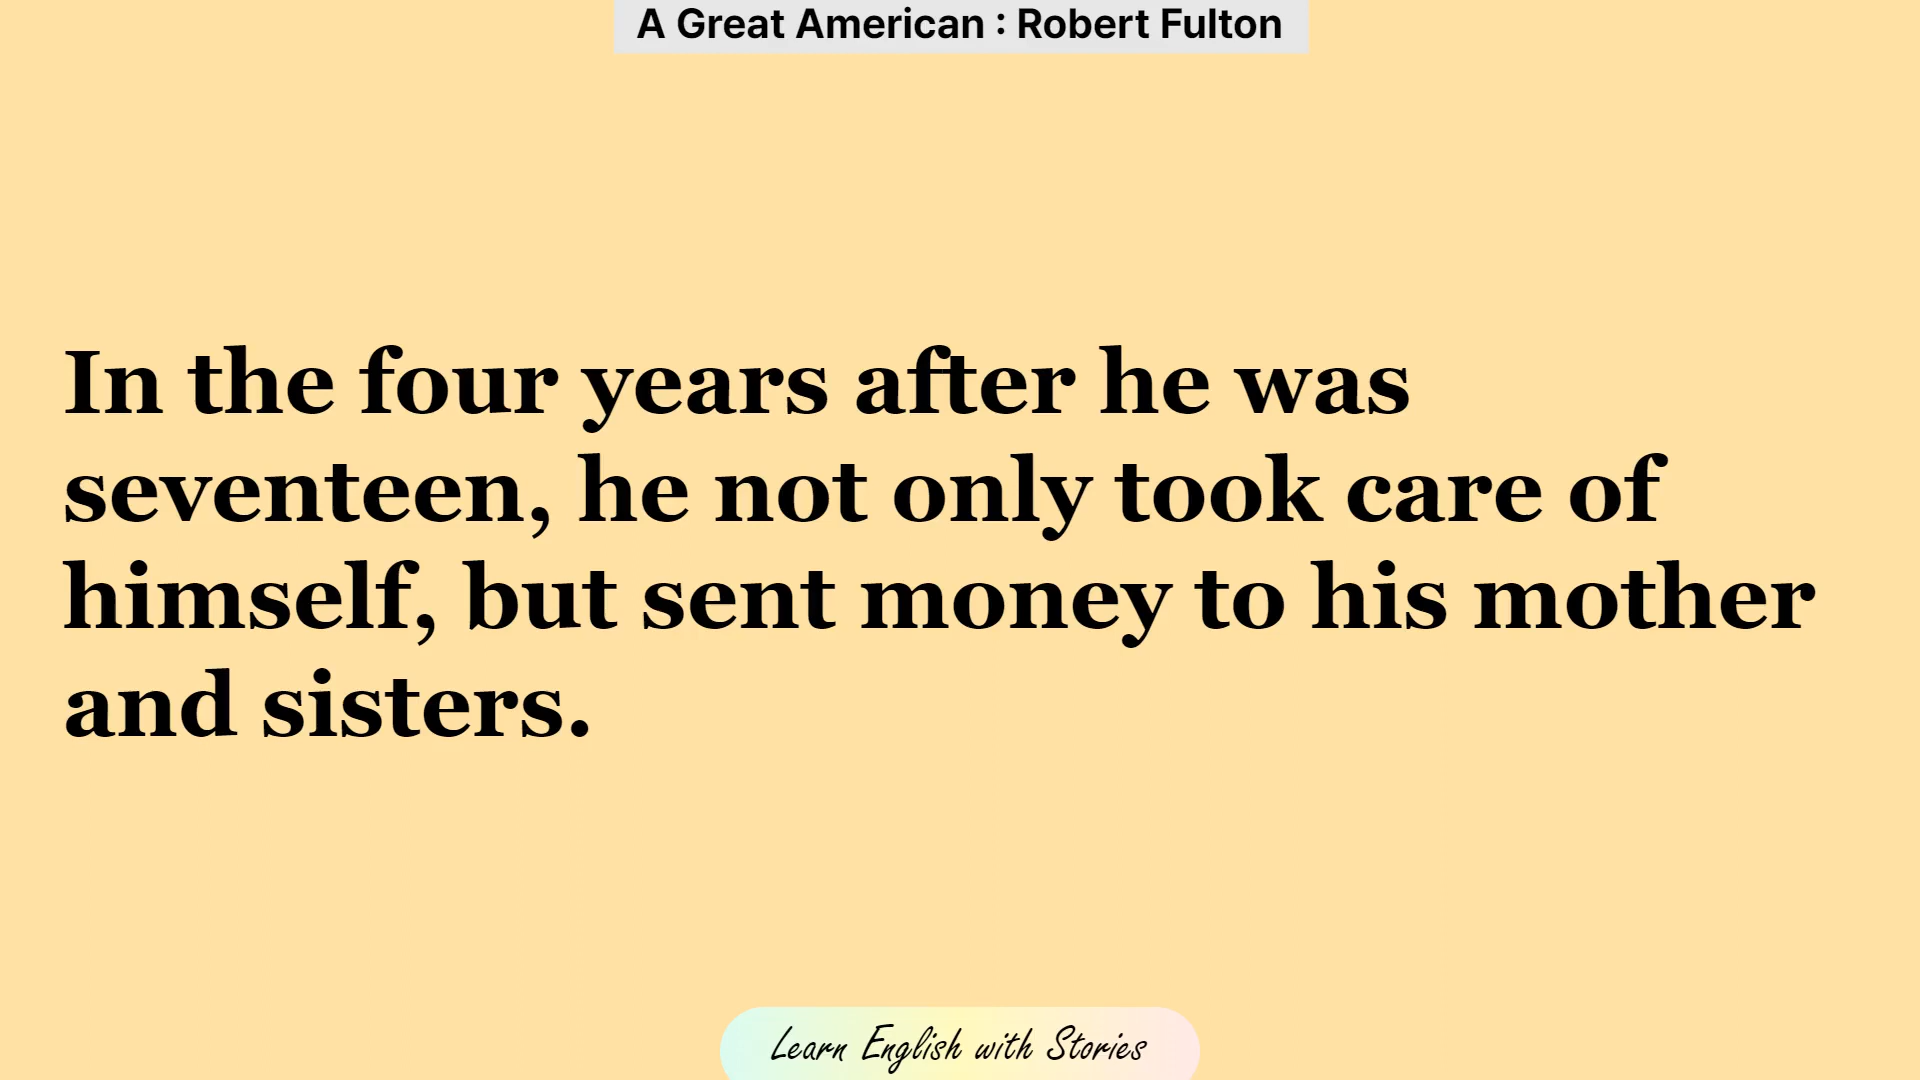 A Great American : Robert Fulton
In the four years after he was
seventeen, he not only took care of
himself, but sent money to his mother
and sisters.
Learn English with Stories